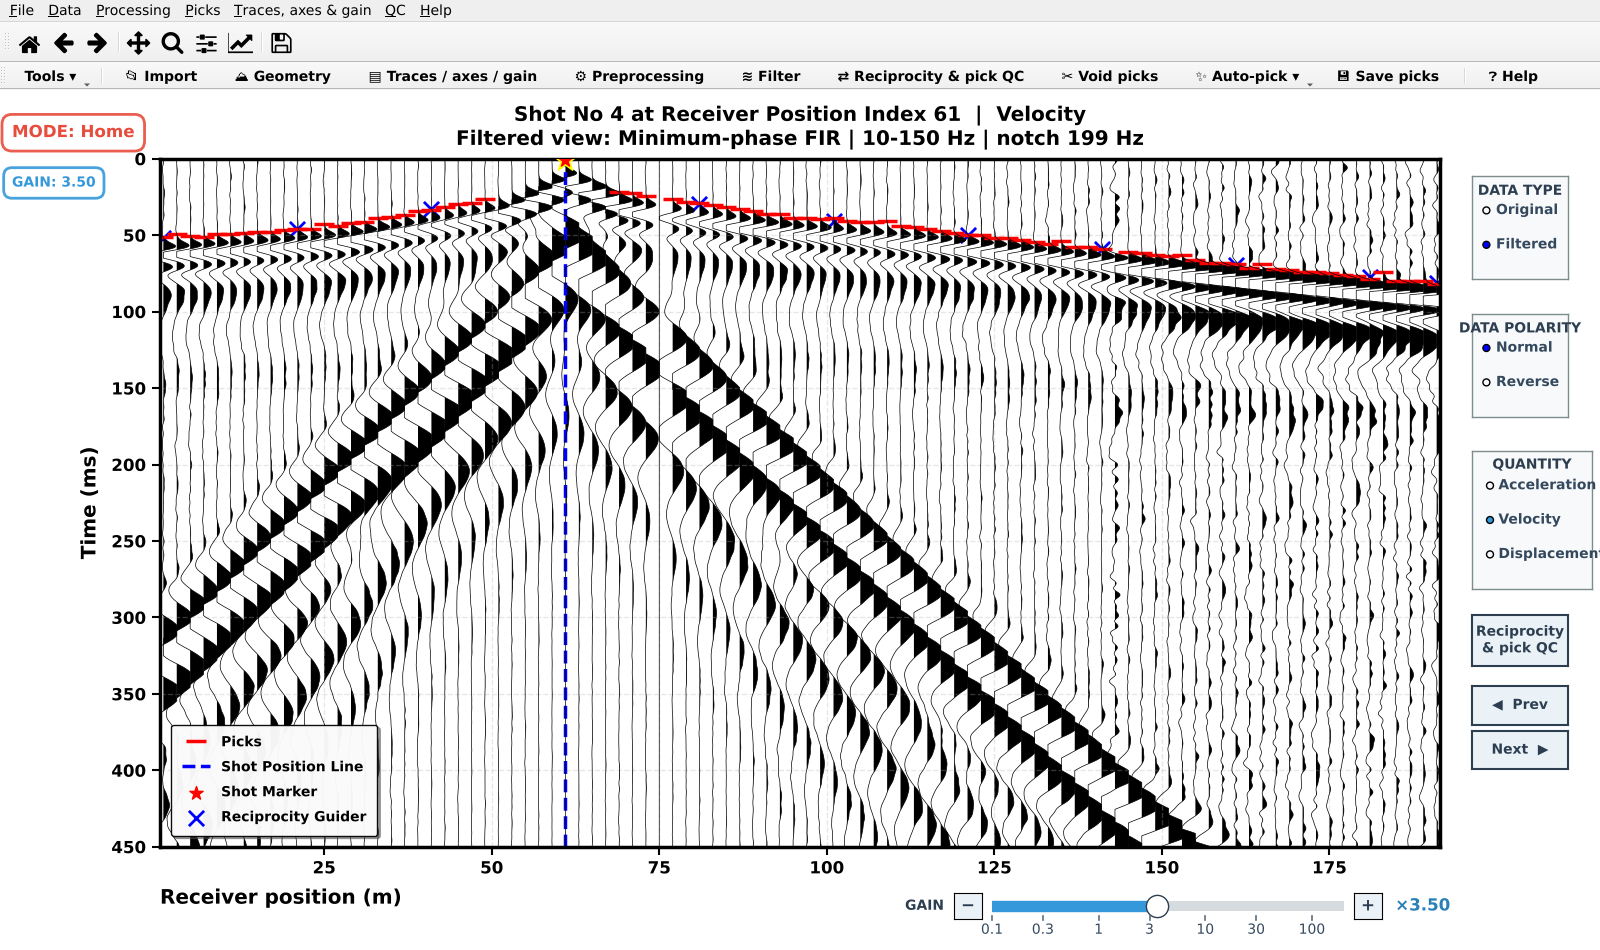 File Data Processing Picks Traces, axes & gain QC Help
Tools ▾ Import Geometry Traces / axes / gain Preprocessing Filter Reciprocity & pick QC Void picks Auto-pick ▾ Save picks ? Help
Shot No 4 at Receiver Position Index 61 | Velocity
Filtered view: Minimum-phase FIR | 10-150 Hz | notch 199 Hz
MODE: Home
GAIN: 3.50
0
50
100
150
200
250
300
350
400
450
Time (ms)
25 50 75 100 125 150 175
Receiver position (m)
Picks
Shot Position Line
Shot Marker
Reciprocity Guider
DATA TYPE
Original
Filtered
DATA POLARITY
Normal
Reverse
QUANTITY
Acceleration
Velocity
Displacement
Reciprocity
& pick QC
◀ Prev
Next ▶
GAIN − + ×3.50
0.1 0.3 1 3 10 30 100